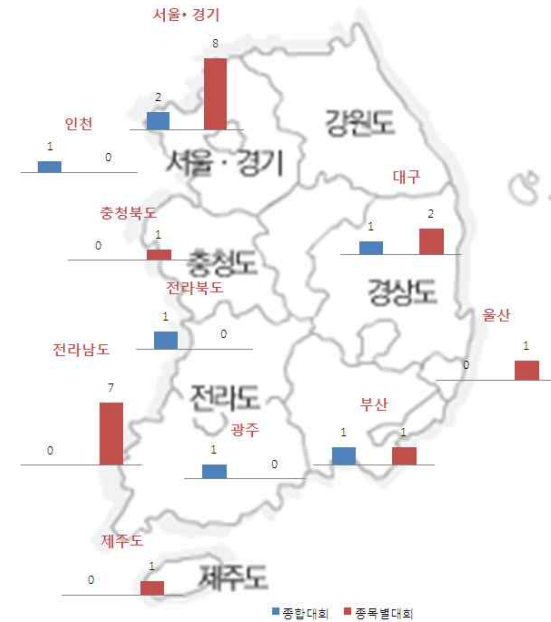 서울• 경기
8
2
인천
1
0
강원도
서울 · 경기
대구
충청북도
0
1
1
2
충청도
전라북도
경상도
1
0
울산
전라남도
0
1
7
전라도
부산
0
광주
1
0
1
1
제주도
0
1
제주도
종합대회 종목별대회